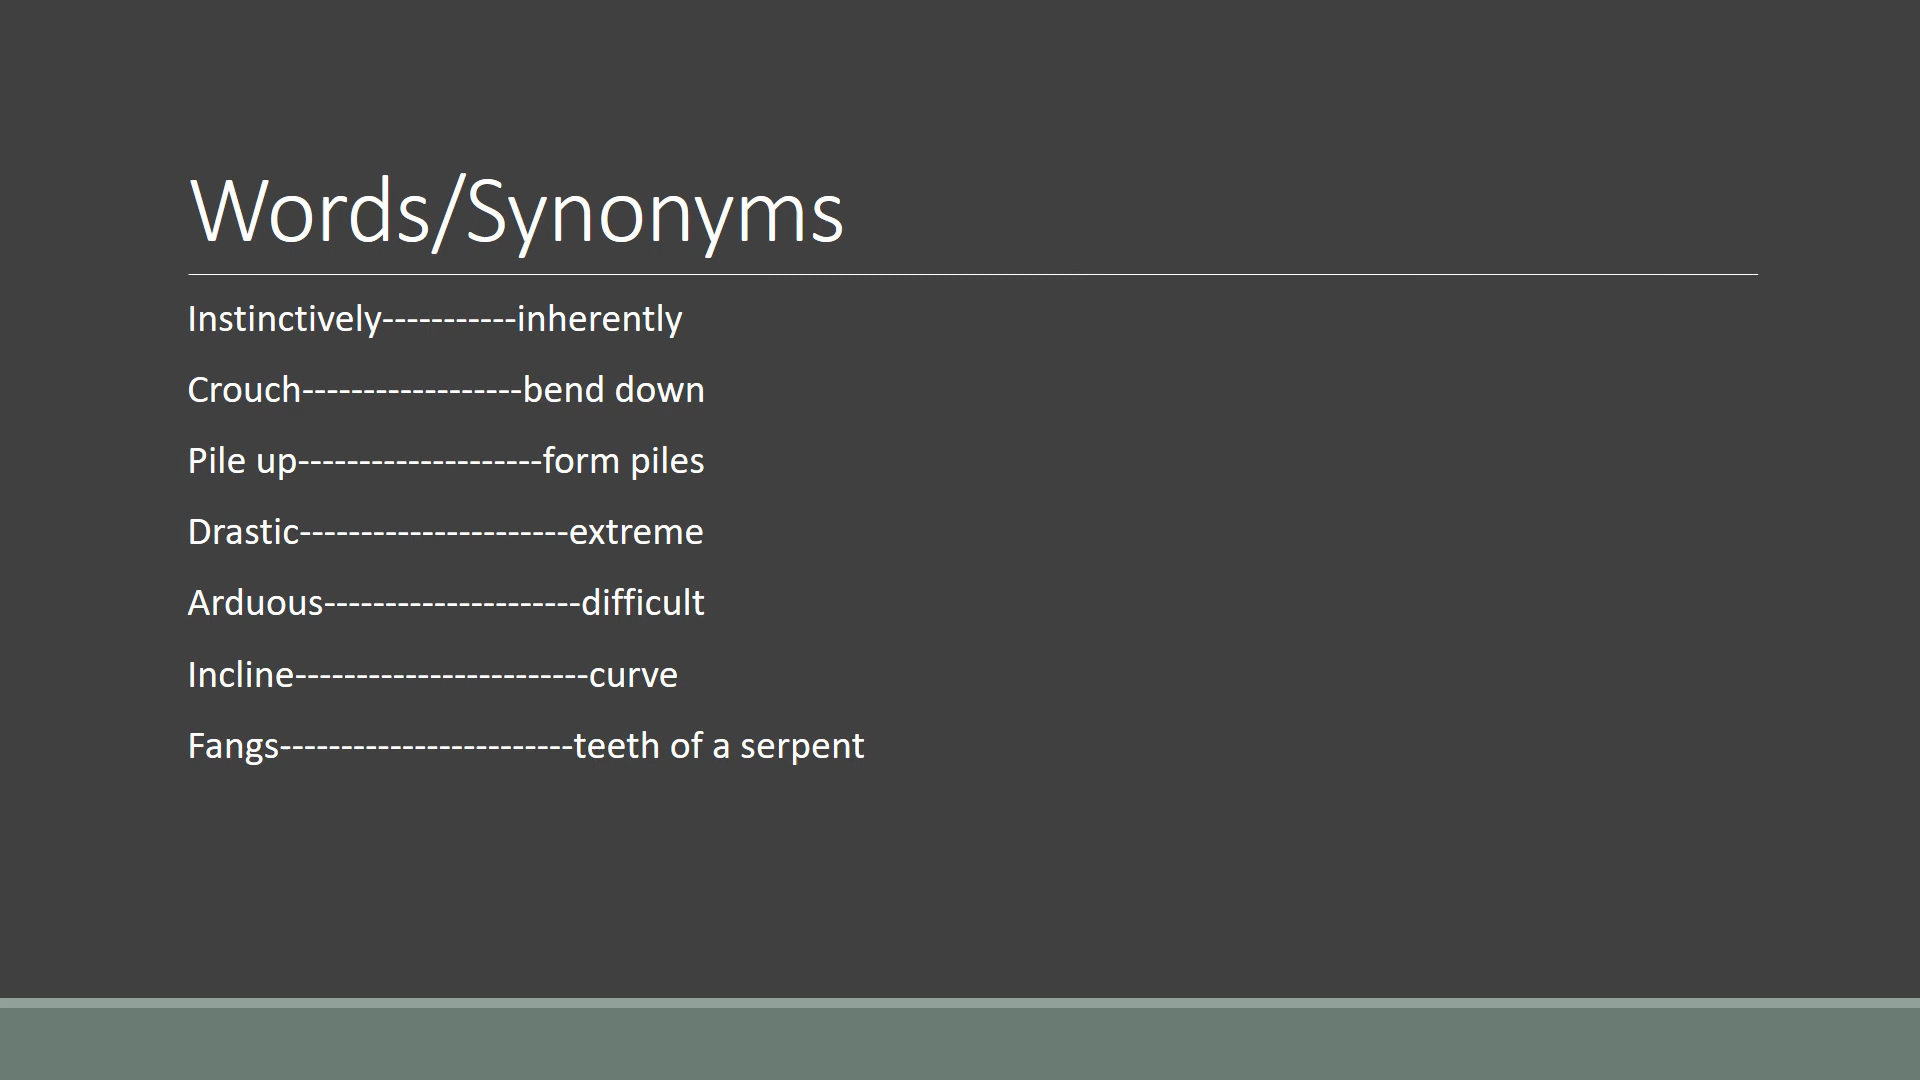 Words/Synonyms
Instinctively-----------inherently
Crouch------------------bend down
Pile up--------------------form piles
Drastic----------------------extreme
Arduous---------------------difficult
Incline------------------------curve
Fangs------------------------teeth of a serpent